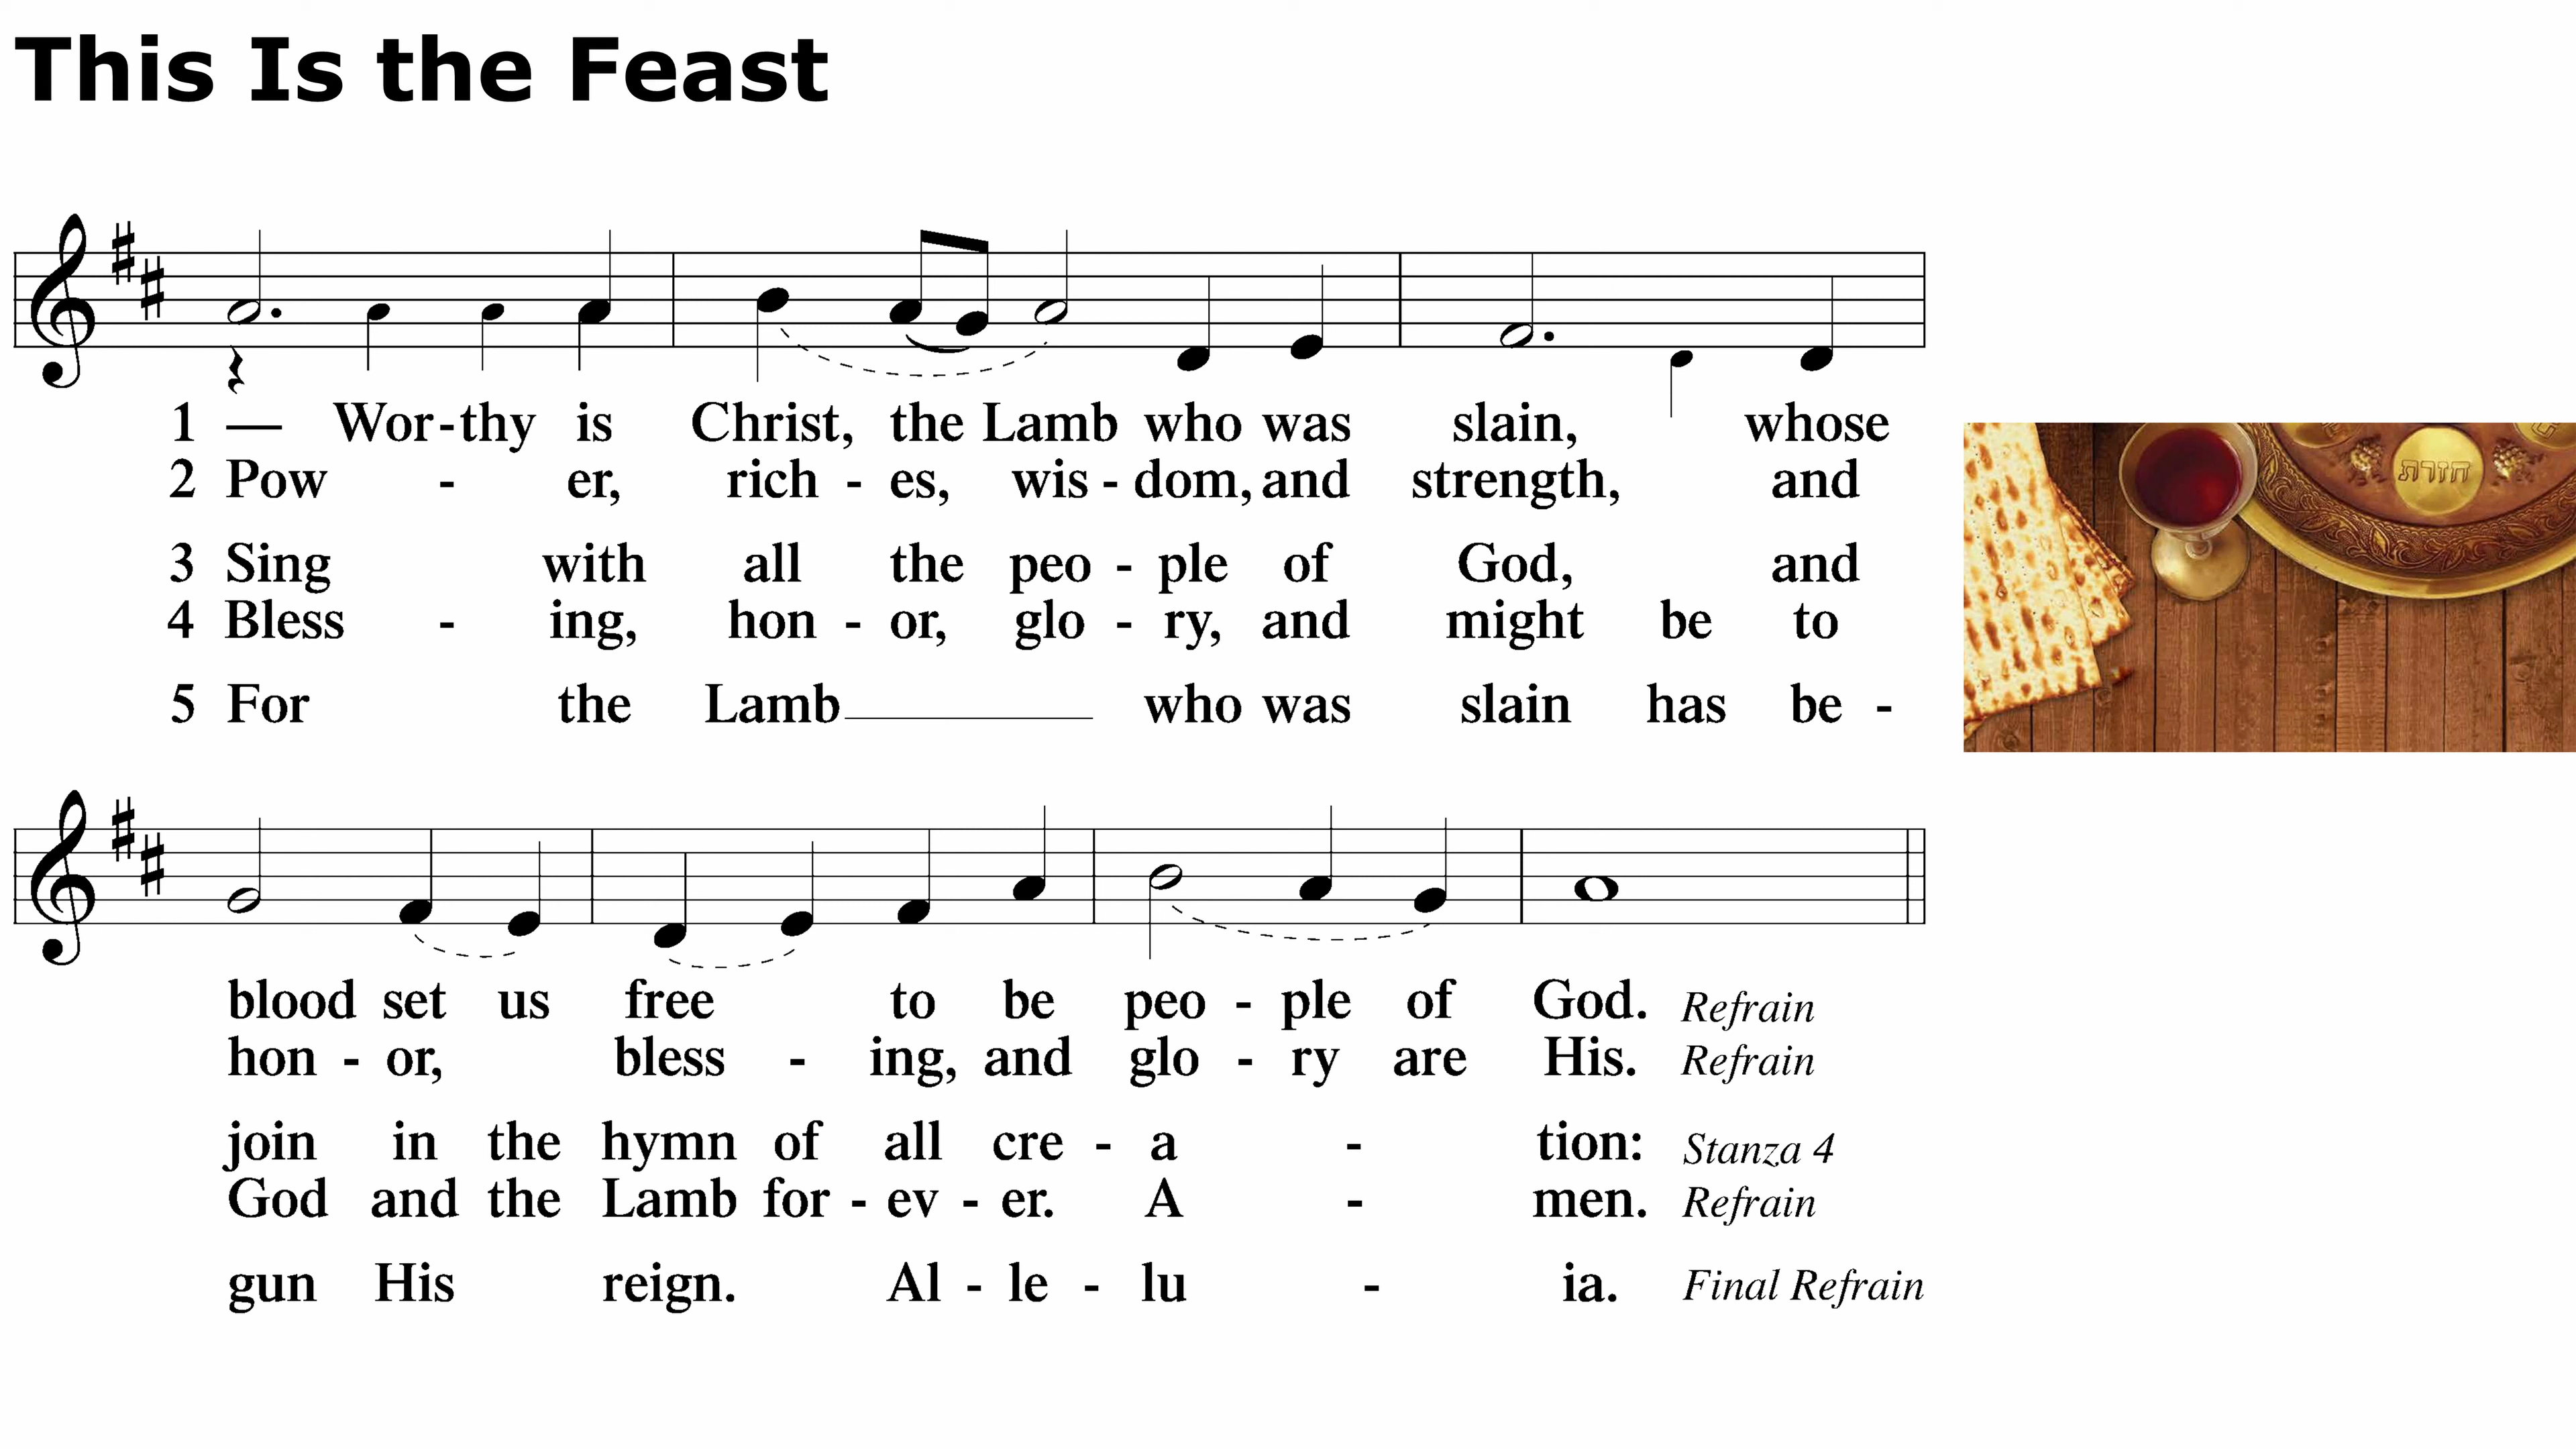 This Is the Feast
1 — Wor-thy is Christ, the Lamb who was slain, whose
2 Pow - er, rich - es, wis - dom, and strength, and
3 Sing with all the peo - ple of God, and
4 Bless - ing, hon - or, glo - ry, and might be to
5 For the Lamb who was slain has be -
חזרת
blood set us free to be peo - ple of God. Refrain
hon - or, bless - ing, and glo - ry are His. Refrain
join in the hymn of all cre - a - tion: Stanza 4
God and the Lamb for - ev - er. A - men. Refrain
gun His reign. Al - le - lu - ia. Final Refrain